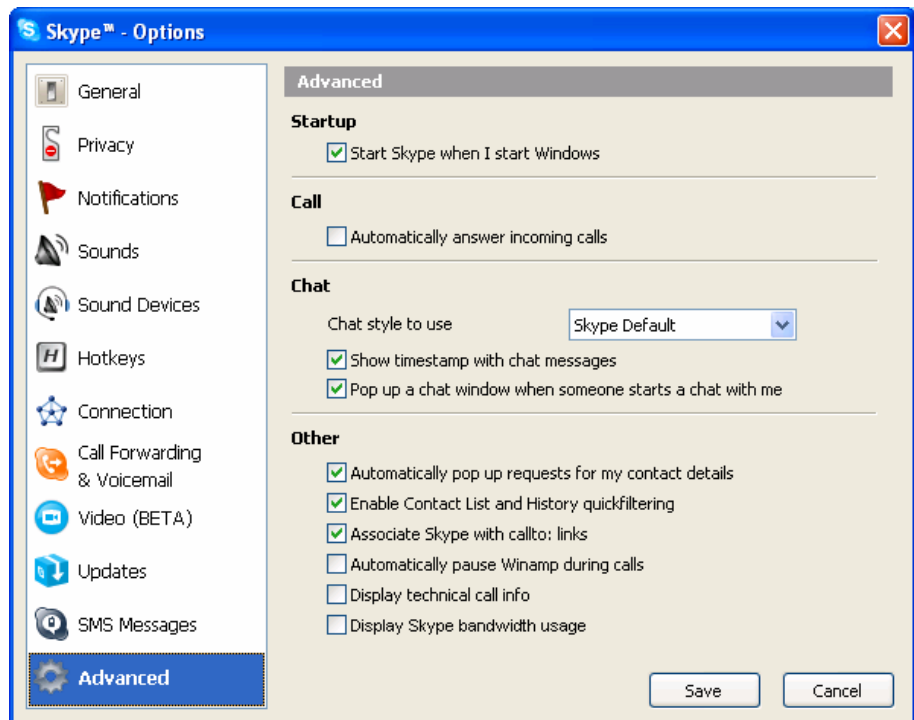 Skype™ - Options
General
Privacy
Notifications
Sounds
Sound Devices
H
Hotkeys
Connection
Call Forwarding
& Voicemail
Video (BETA)
Updates
SMS Messages
Advanced
Advanced
Startup
Start Skype when I start Windows
Call
Automatically answer incoming calls
Chat
Chat style to use
Skype Default
Show timestamp with chat messages
Pop up a chat window when someone starts a chat with me
Other
Automatically pop up requests for my contact details
Enable Contact List and History quickfiltering
Associate Skype with callto: links
Automatically pause Winamp during calls
Display technical call info
Display Skype bandwidth usage
Save
Cancel